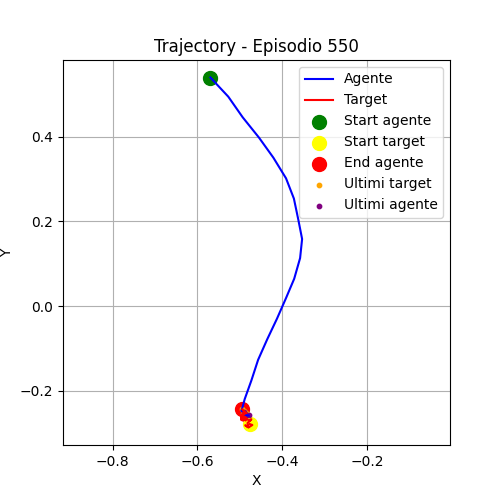 Trajectory - Episodio 550
Agente
Target
Start agente
Start target
End agente
Ultimi target
Ultimi agente
0.4
0.2
0.0
−0.2
Y
−0.8
−0.6
−0.4
−0.2
X